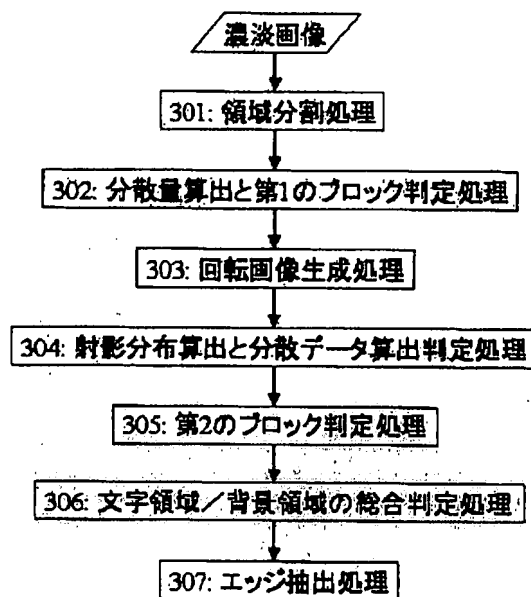 濃淡画像
301: 領域分割処理
302: 分散量算出と第1のブロック判定処理
303: 回転画像生成処理
304: 射影分布算出と分散データ算出判定処理
305: 第2のブロック判定処理
306: 文字領域／背景領域の総合判定処理
307: エッジ抽出処理